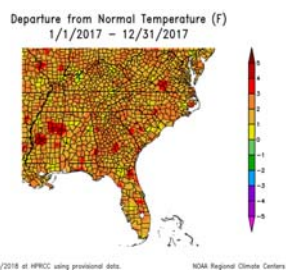 Departure from Normal Temperature (F)
1/1/2017 – 12/31/2017
5
4
3
2
1
0
-1
-2
-3
-4
-5
/2018 at HPRCC using provisional data.
NOAA Regional Climate Centers